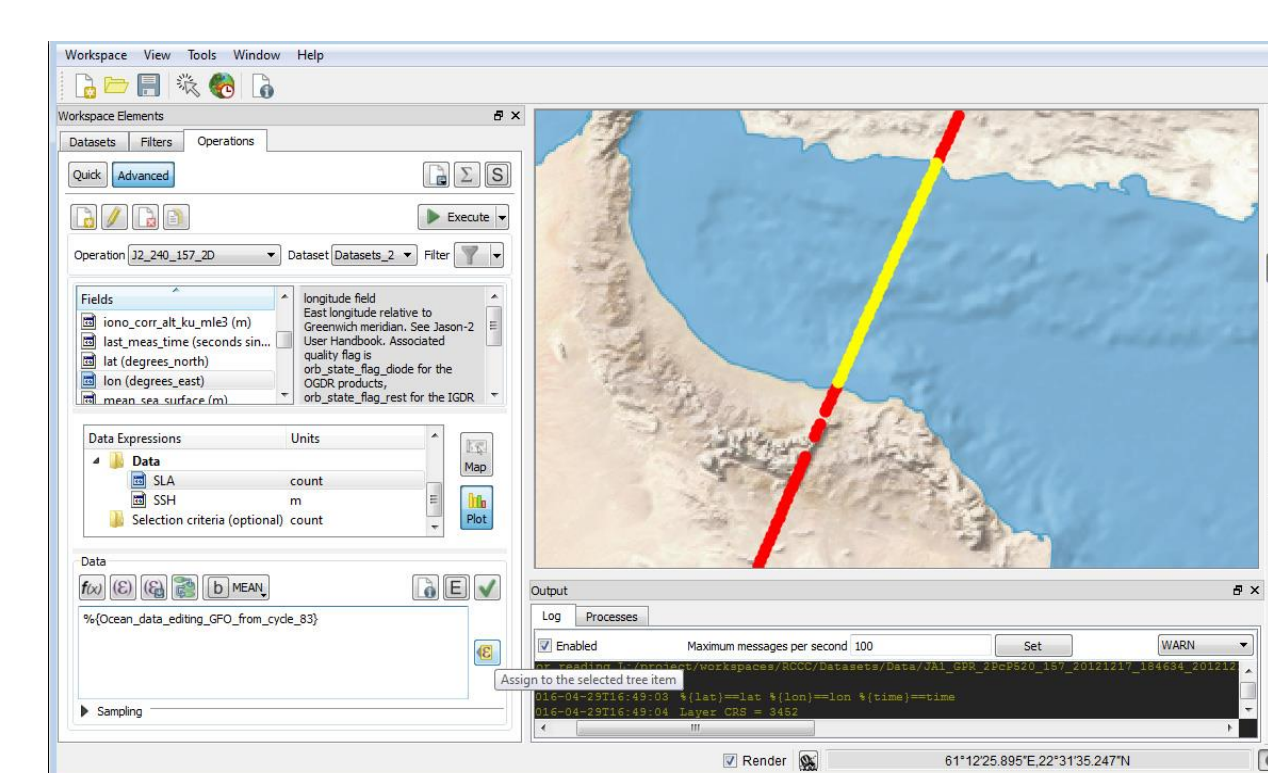 Workspace View Tools Window Help
Workspace Elements
Datasets Filters Operations
Quick Advanced Σ S
Execute
Operation J2_240_157_2D Dataset Datasets_2 Filter
Fields
iono_corr_alt_ku_mle3 (m)
last_meas_time (seconds sin...
lat (degrees_north)
lon (degrees_east)
mean_sea_surface (m)
longitude field
East longitude relative to
Greenwich meridian. See Jason-2
User Handbook. Associated
quality flag is
orb_state_flag_diode for the
OGDR products,
orb_state_flag_rest for the IGDR
Data Expressions Units
Data
SLA count
SSH m
Selection criteria (optional) count
Map
Plot
Data
f(x) (Ɛ) (Ɛ) b MEAN E
%{Ocean_data_editing_GFO_from_cycle_83}
Ɛ
Assign to the selected tree item
Sampling
Output
Log Processes
Enabled Maximum messages per second 100 Set WARN
or reading L:/project/workspaces/RCCC/Datasets/Data/JA1_GPR_2PcP520_157_20121217_184634_201212
016-04-29T16:49:03 %{lat}==lat %{lon}==lon %{time}==time
016-04-29T16:49:04 Layer CRS = 3452
Render 61°12'25.895"E,22°31'35.247"N